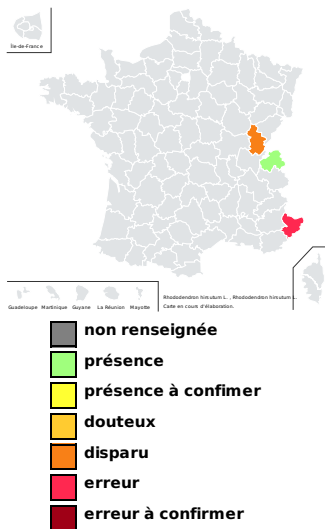 Île-de-France
Guadeloupe Martinique Guyane La Réunion Mayotte
Rhododendron hirsutum L. , Rhododendron hirsutum L.
Carte en cours d'élaboration.
non renseignée
présence
présence à confimer
douteux
disparu
erreur
erreur à confirmer